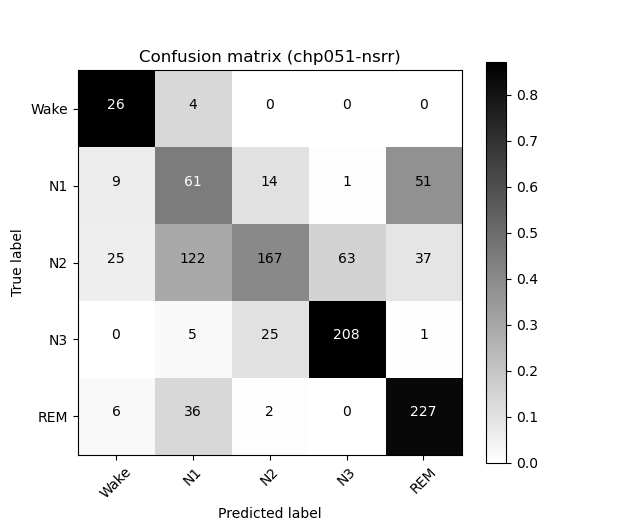 Confusion matrix (chp051-nsrr)
True label
Wake 26 4 0 0 0
N1 9 61 14 1 51
N2 25 122 167 63 37
N3 0 5 25 208 1
REM 6 36 2 0 227
Wake N1 N2 N3 REM
Predicted label
0.8
0.7
0.6
0.5
0.4
0.3
0.2
0.1
0.0